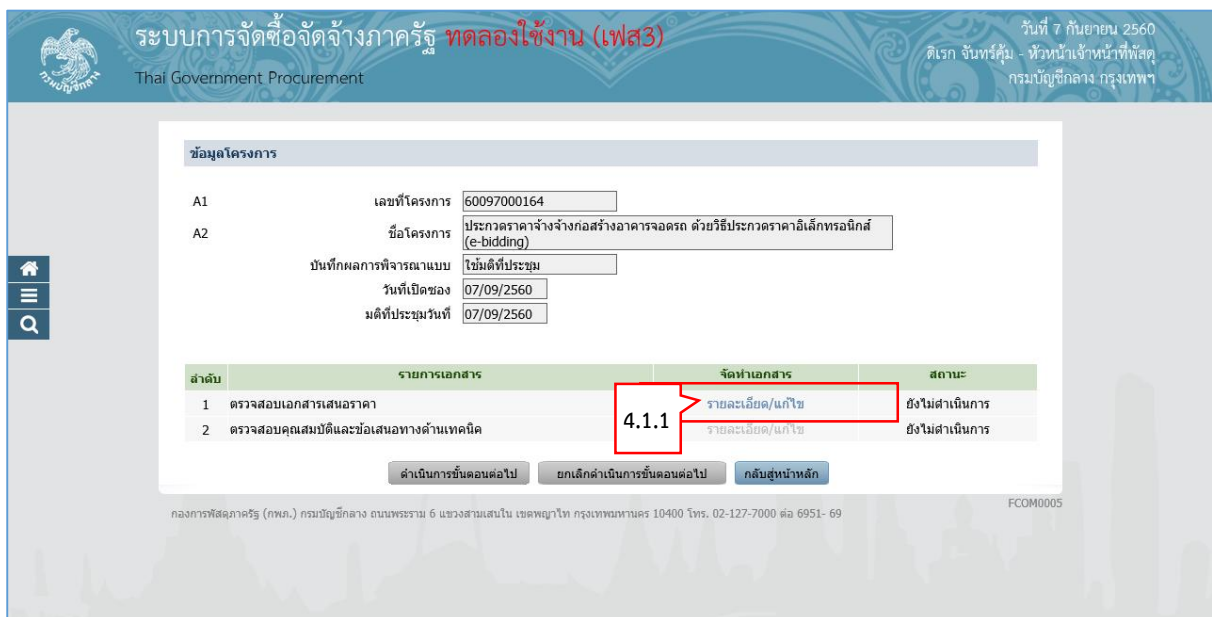 ระบบการจัดซื้อจัดจ้างภาครัฐ ทดลองใช้งาน (เฟส3)
Thai Government Procurement
วันที่ 7 กันยายน 2560
ดิเรก จันทร์คุ้ม - หัวหน้าเจ้าหน้าที่พัสดุ
กรมบัญชีกลาง กรุงเทพฯ
กรมบัญชีกลาง
ข้อมูลโครงการ
A1 เลขที่โครงการ 60097000164
A2 ชื่อโครงการ ประกวดราคาจ้างจ้างก่อสร้างอาคารจอดรถ ด้วยวิธีประกวดราคาอิเล็กทรอนิกส์
(e-bidding)
บันทึกผลการพิจารณาแบบ ใช้มติที่ประชุม
วันที่เปิดซอง 07/09/2560
มติที่ประชุมวันที่ 07/09/2560
ลำดับ รายการเอกสาร จัดทำเอกสาร สถานะ
1 ตรวจสอบเอกสารเสนอราคา รายละเอียด/แก้ไข ยังไม่ดำเนินการ
4.1.1
2 ตรวจสอบคุณสมบัติและข้อเสนอทางด้านเทคนิค รายละเอียด/แก้ไข ยังไม่ดำเนินการ
ดำเนินการขั้นตอนต่อไป ยกเลิกดำเนินการขั้นตอนต่อไป กลับสู่หน้าหลัก
FCOM0005
กองการพัสดุภาครัฐ (กพภ.) กรมบัญชีกลาง ถนนพระราม 6 แขวงสามเสนใน เขตพญาไท กรุงเทพมหานคร 10400 โทร. 02-127-7000 ต่อ 6951- 69